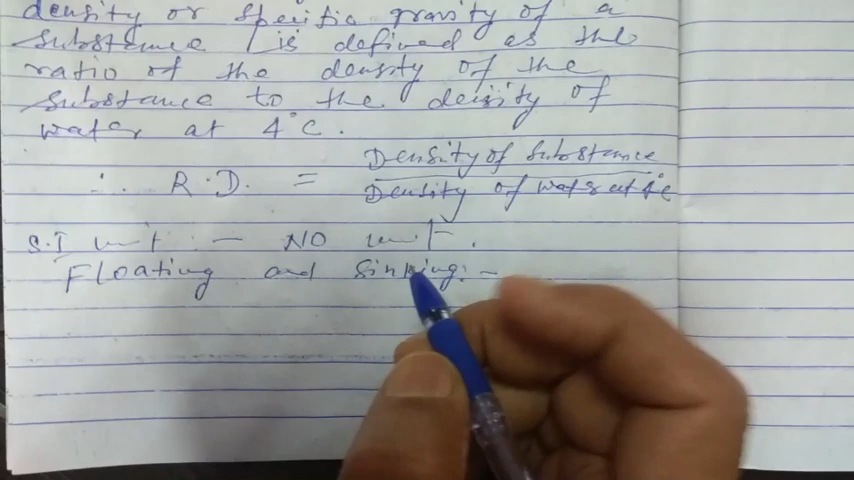 density or specific gravity of a
substance is defined as the
ratio of the density of the
substance to the density of
water at 4°C.
∴ R.D. = Density of substance
Density of water at 4°C
S.I unit :- NO unit.
Floating and Sinking:-